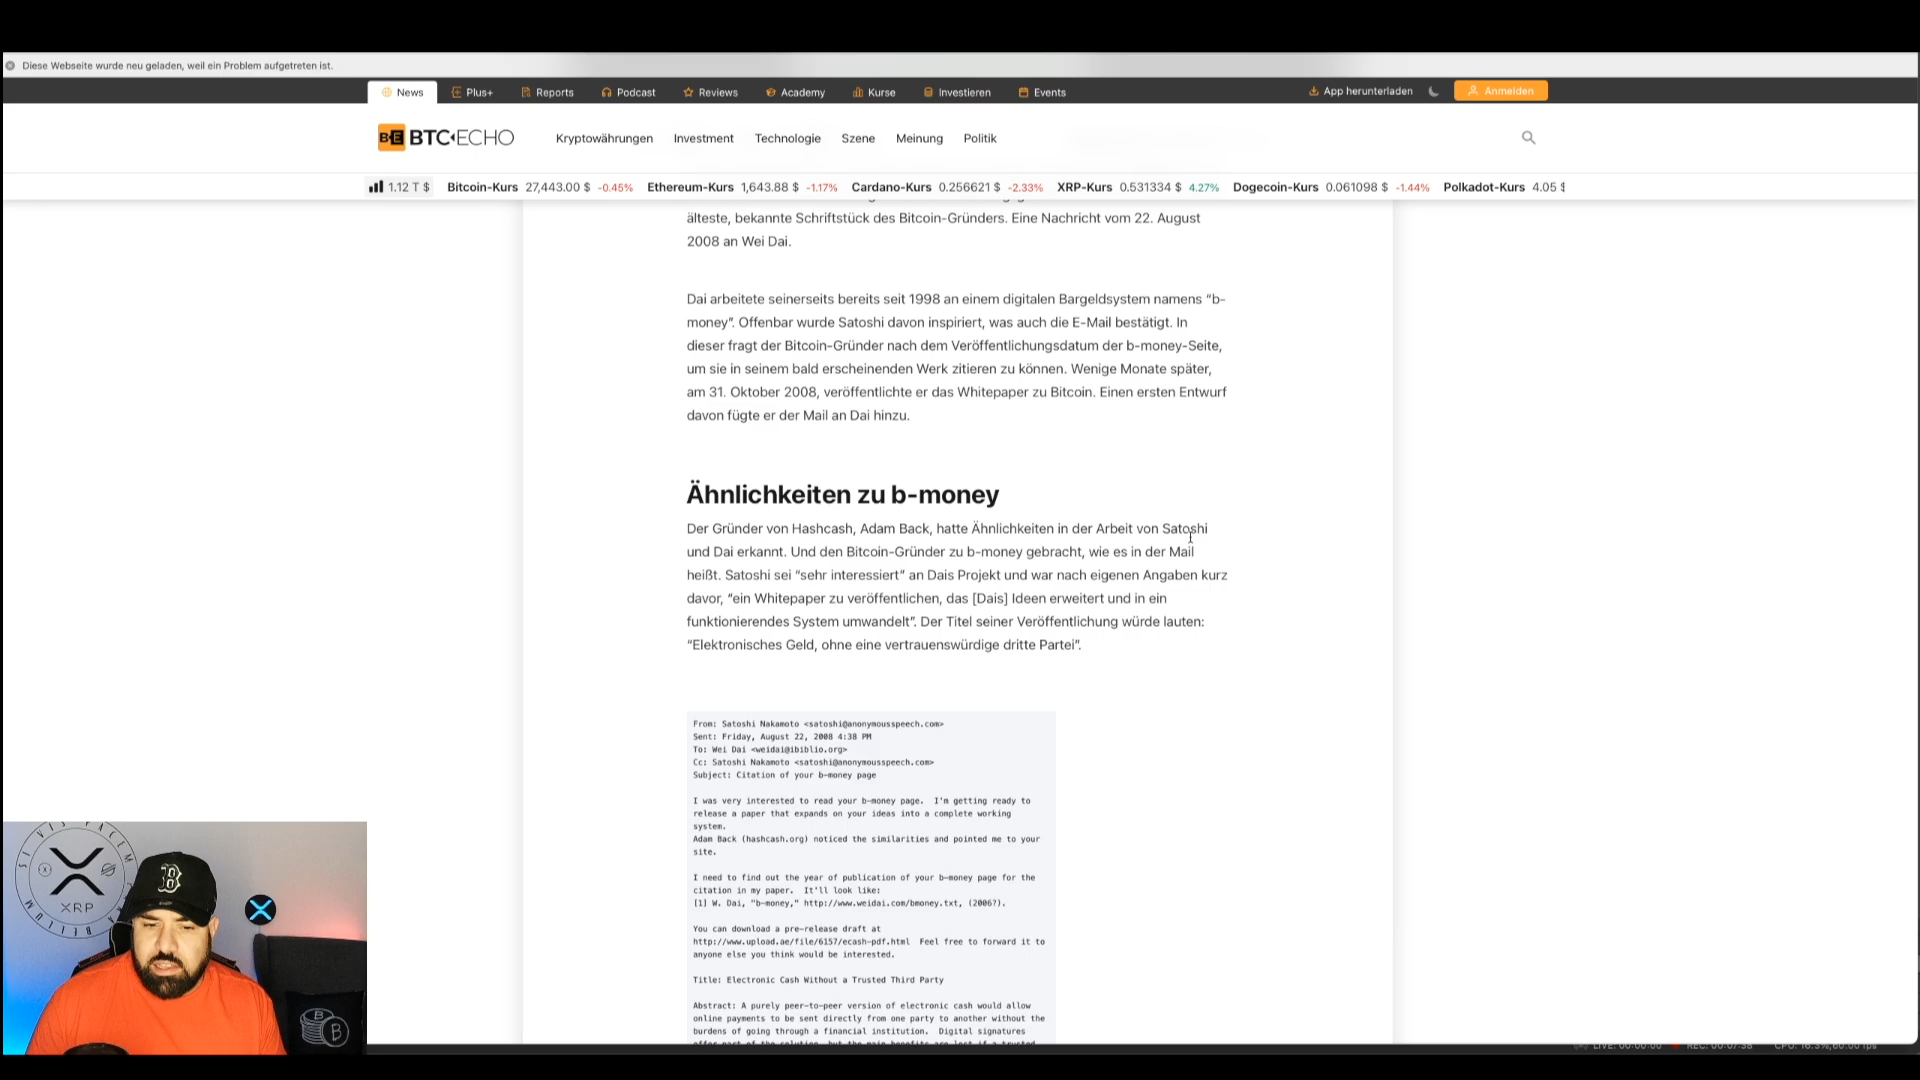 Diese Webseite wurde neu geladen, weil ein Problem aufgetreten ist.
News Plus+ Reports Podcast Reviews Academy Kurse Investieren Events App herunterladen Anmelden
BTC-ECHO Kryptowährungen Investment Technologie Szene Meinung Politik
1.12 T $ Bitcoin-Kurs 27,443.00 $ -0.45% Ethereum-Kurs 1,643.88 $ -1.17% Cardano-Kurs 0.256621 $ -2.33% XRP-Kurs 0.531334 $ 4.27% Dogecoin-Kurs 0.061098 $ -1.44% Polkadot-Kurs 4.05 $
älteste, bekannte Schriftstück des Bitcoin-Gründers. Eine Nachricht vom 22. August
2008 an Wei Dai.
Dai arbeitete seinerseits bereits seit 1998 an einem digitalen Bargeldsystem namens “b-
money”. Offenbar wurde Satoshi davon inspiriert, was auch die E-Mail bestätigt. In
dieser fragt der Bitcoin-Gründer nach dem Veröffentlichungsdatum der b-money-Seite,
um sie in seinem bald erscheinenden Werk zitieren zu können. Wenige Monate später,
am 31. Oktober 2008, veröffentlichte er das Whitepaper zu Bitcoin. Einen ersten Entwurf
davon fügte er der Mail an Dai hinzu.
Ähnlichkeiten zu b-money
Der Gründer von Hashcash, Adam Back, hatte Ähnlichkeiten in der Arbeit von Satoshi
und Dai erkannt. Und den Bitcoin-Gründer zu b-money gebracht, wie es in der Mail
heißt. Satoshi sei “sehr interessiert” an Dais Projekt und war nach eigenen Angaben kurz
davor, “ein Whitepaper zu veröffentlichen, das [Dais] Ideen erweitert und in ein
funktionierendes System umwandelt”. Der Titel seiner Veröffentlichung würde lauten:
“Elektronisches Geld, ohne eine vertrauenswürdige dritte Partei”.
From: Satoshi Nakamoto <satoshi@anonymousspeech.com>
Sent: Friday, August 22, 2008 4:38 PM
To: Wei Dai <weidai@ibiblio.org>
Cc: Satoshi Nakamoto <satoshi@anonymousspeech.com>
Subject: Citation of your b-money page
I was very interested to read your b-money page. I'm getting ready to
release a paper that expands on your ideas into a complete working
system.
Adam Back (hashcash.org) noticed the similarities and pointed me to your
site.
I need to find out the year of publication of your b-money page for the
citation in my paper. It'll look like:
[1] W. Dai, "b-money," http://www.weidai.com/bmoney.txt, (2006?).
You can download a pre-release draft at
http://www.upload.ae/file/6157/ecash-pdf.html Feel free to forward it to
anyone else you think would be interested.
Title: Electronic Cash Without a Trusted Third Party
Abstract: A purely peer-to-peer version of electronic cash would allow
online payments to be sent directly from one party to another without the
burdens of going through a financial institution. Digital signatures
offer part of the solution, but the main benefits are lost if a trusted
XRP
B